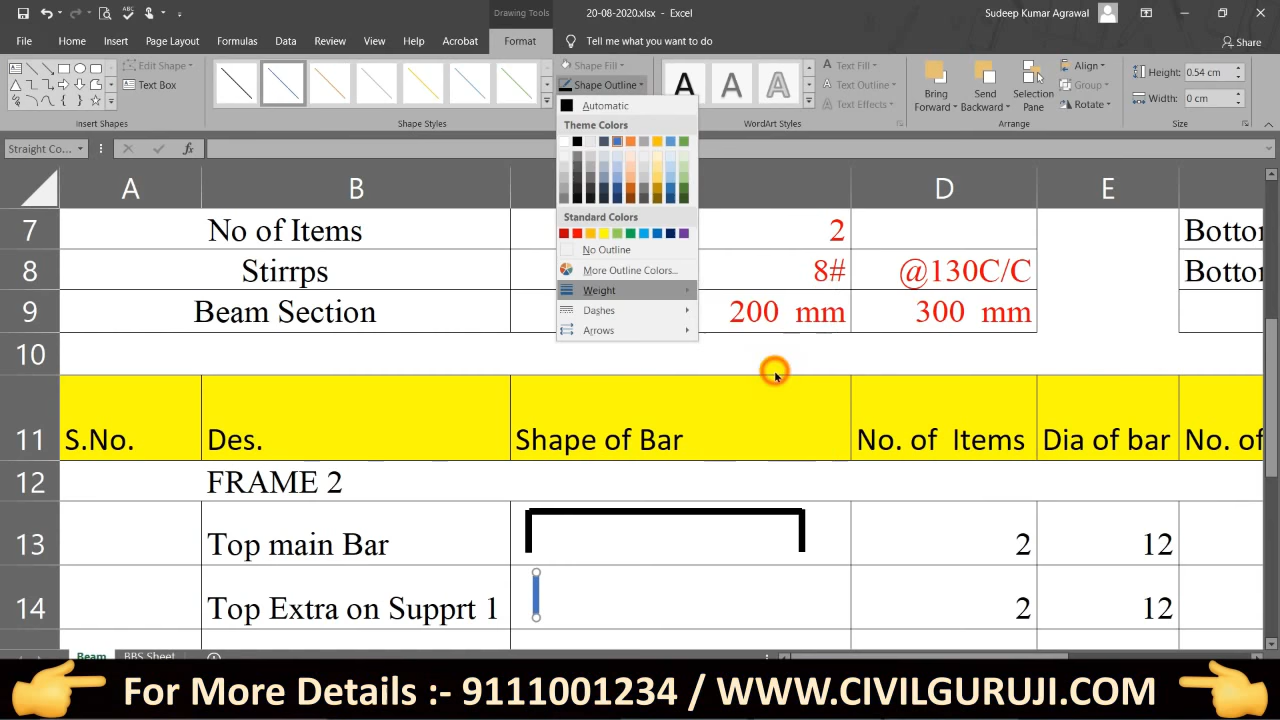 Drawing Tools
20-08-2020.xlsx - Excel
Sudeep Kumar Agrawal
File Home Insert Page Layout Formulas Data Review View Help Acrobat Format Tell me what you want to do Share
Edit Shape
Text Box
Insert Shapes
Shape Styles
Shape Fill
Shape Outline
A A A
WordArt Styles
Text Fill
Text Outline
Text Effects
Bring Forward
Send Backward
Selection Pane
Align
Group
Rotate
Arrange
Height: 0.54 cm
Width: 0 cm
Size
Automatic
Theme Colors
Standard Colors
No Outline
More Outline Colors...
Weight
Dashes
Arrows
Straight Co...
fx
A B D E
7 No of Items 2 Bottor
8 Stirrps 8# @130C/C Bottor
9 Beam Section 200 mm 300 mm
10
11 S.No. Des. Shape of Bar No. of Items Dia of bar No. of
12 FRAME 2
13 Top main Bar 2 12
14 Top Extra on Supprt 1 2 12
Beam BBS Sheet
For More Details :- 9111001234 / WWW.CIVILGURUJI.COM